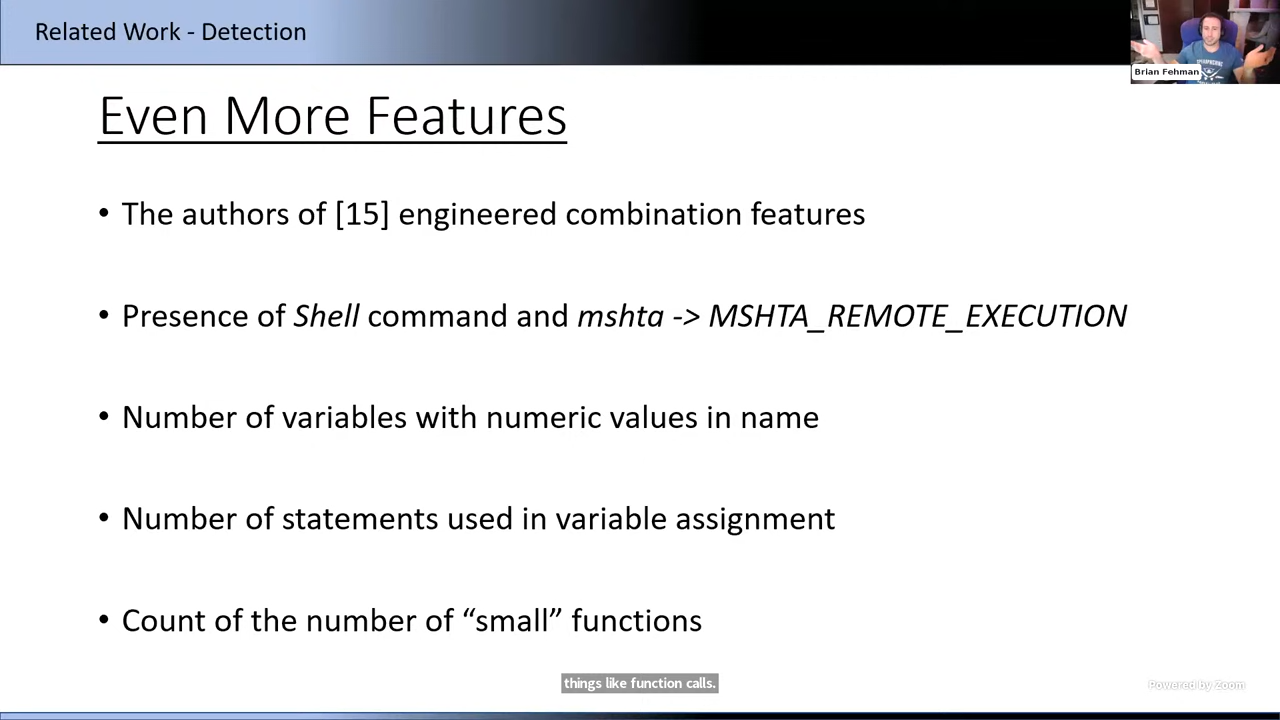 Related Work - Detection
Brian Fehrman
Even More Features
• The authors of [15] engineered combination features
• Presence of Shell command and mshta -> MSHTA_REMOTE_EXECUTION
• Number of variables with numeric values in name
• Number of statements used in variable assignment
• Count of the number of “small” functions
things like function calls.
Powered by Zoom